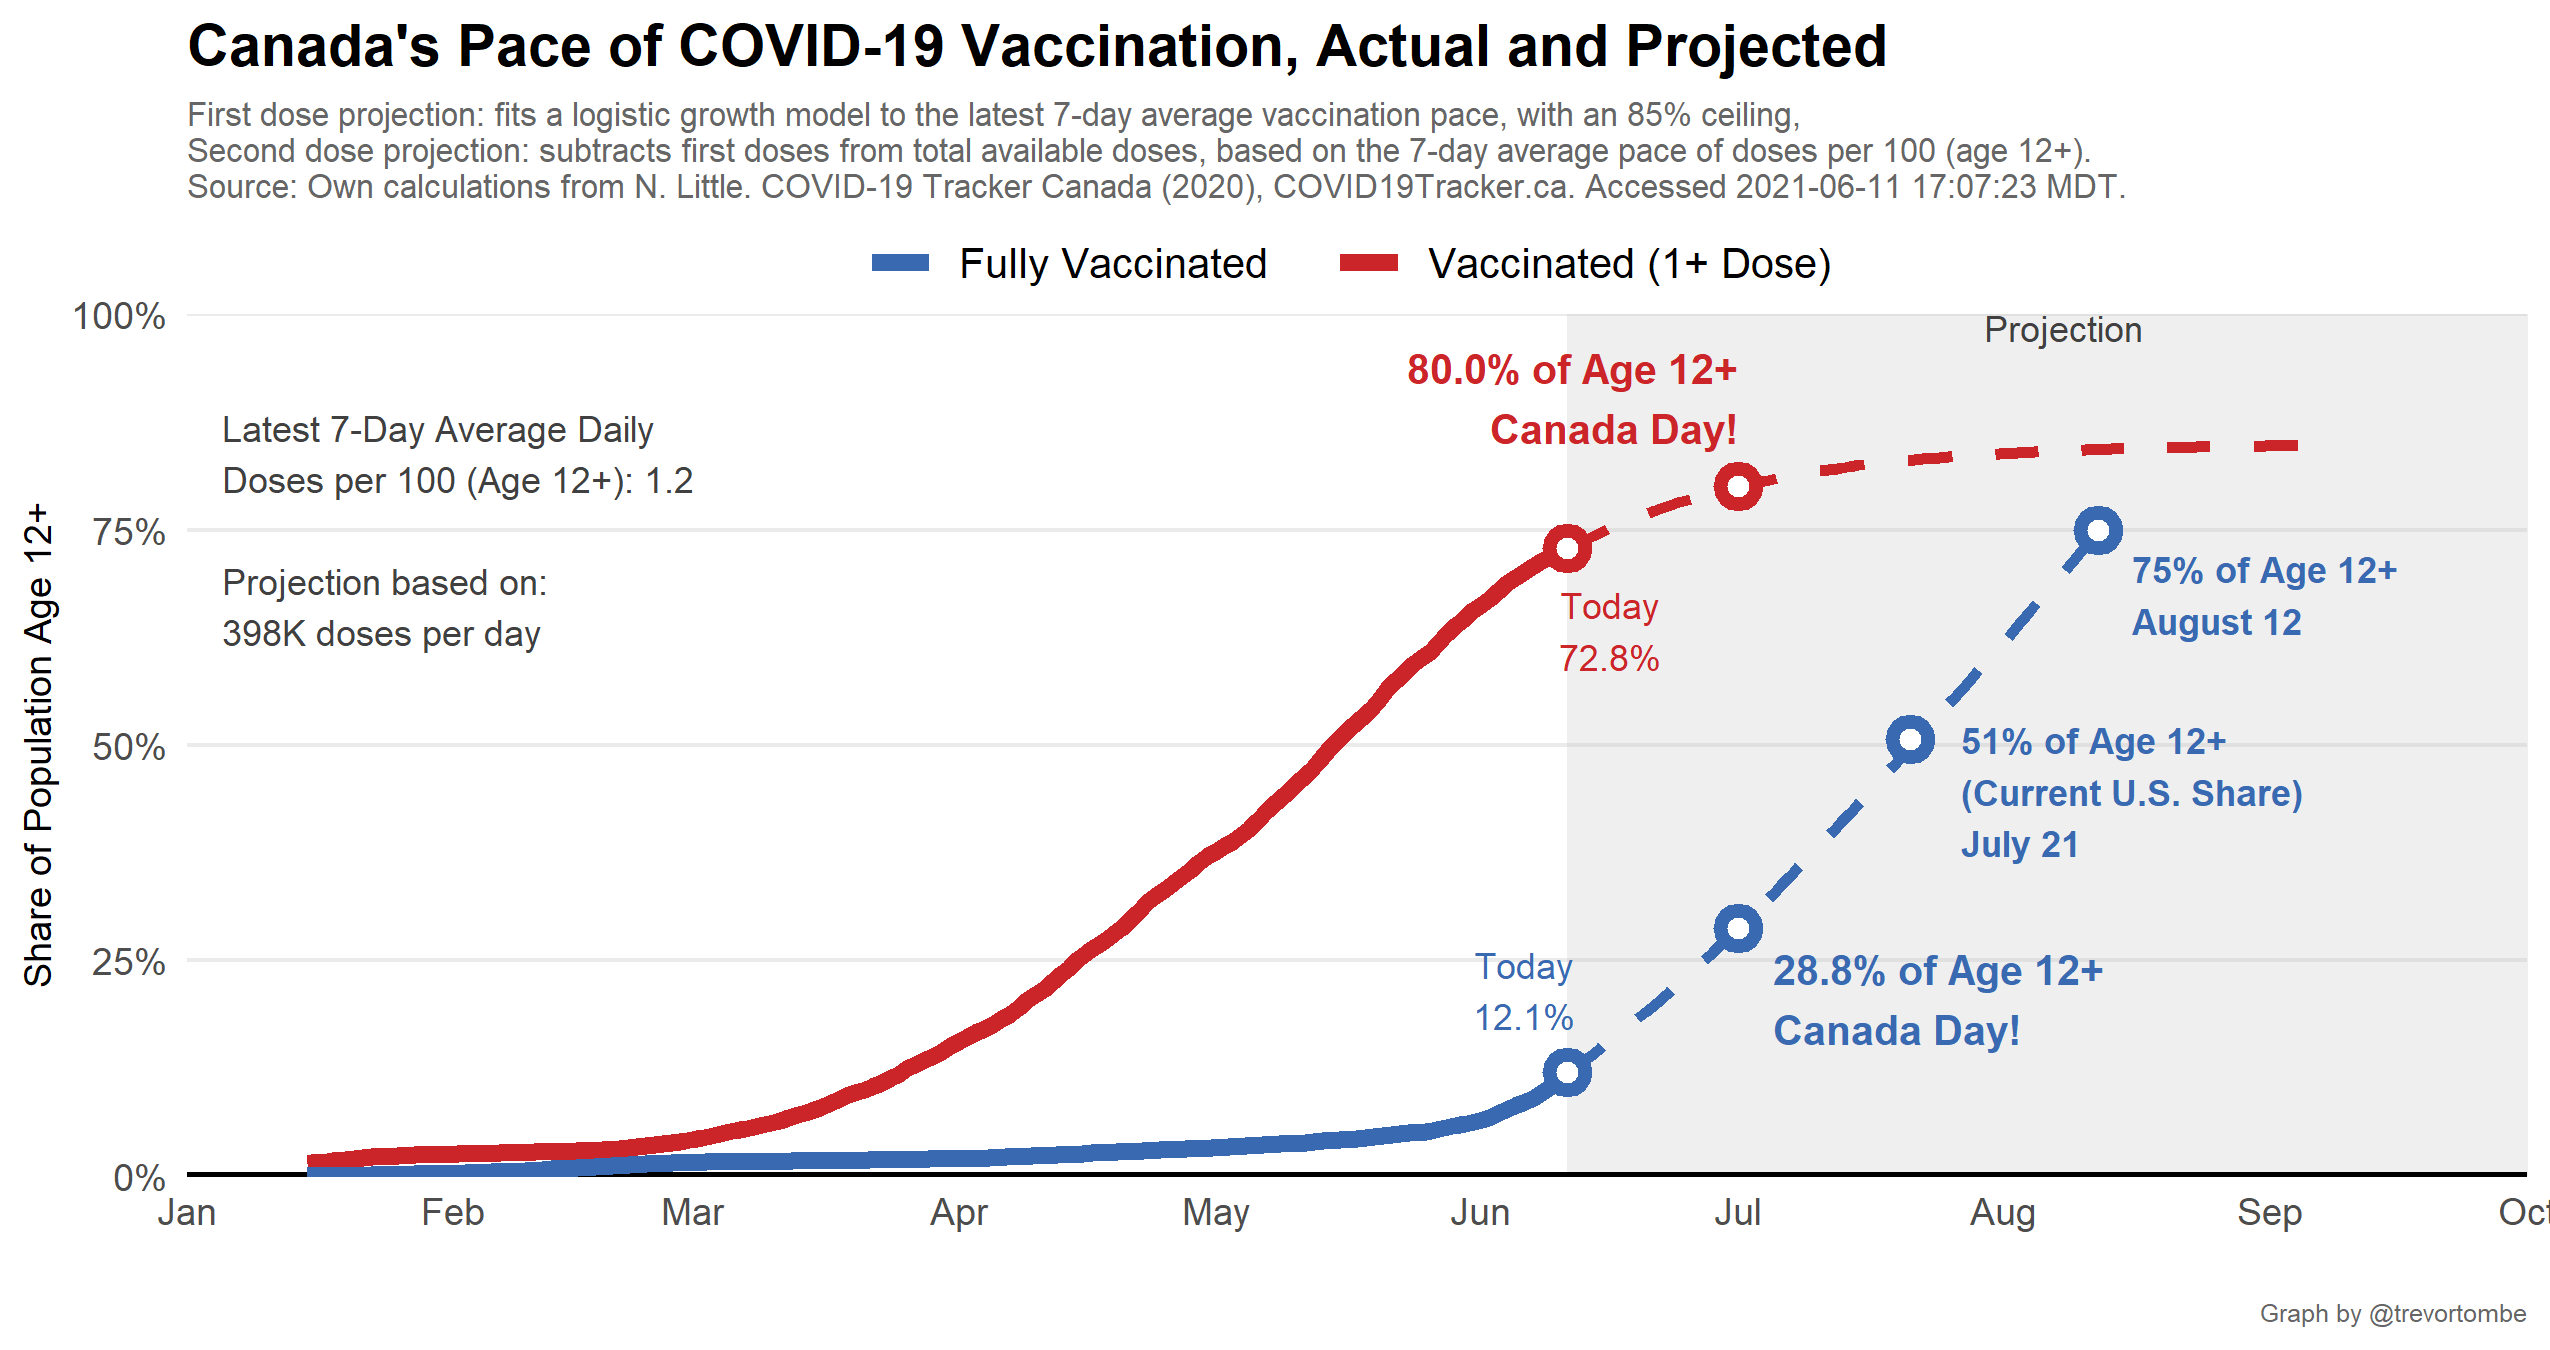 Canada's Pace of COVID-19 Vaccination, Actual and Projected
First dose projection: fits a logistic growth model to the latest 7-day average vaccination pace, with an 85% ceiling,
Second dose projection: subtracts first doses from total available doses, based on the 7-day average pace of doses per 100 (age 12+).
Source: Own calculations from N. Little. COVID-19 Tracker Canada (2020), COVID19Tracker.ca. Accessed 2021-06-11 17:07:23 MDT.
Fully Vaccinated
Vaccinated (1+ Dose)
Share of Population Age 12+
100%
75%
50%
25%
0%
Latest 7-Day Average Daily
Doses per 100 (Age 12+): 1.2
Projection based on:
398K doses per day
Projection
80.0% of Age 12+
Canada Day!
Today
72.8%
75% of Age 12+
August 12
51% of Age 12+
(Current U.S. Share)
July 21
Today
12.1%
28.8% of Age 12+
Canada Day!
Jan
Feb
Mar
Apr
May
Jun
Jul
Aug
Sep
Oct
Graph by @trevortombe